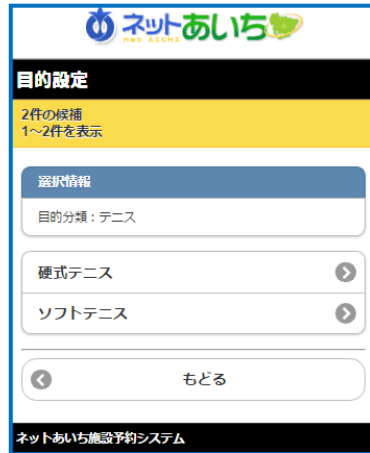 ネットあいち
NET AICHI
目的設定
2件の候補
1～2件を表示
選択情報
目的分類：テニス
硬式テニス
ソフトテニス
もどる
ネットあいち施設予約システム